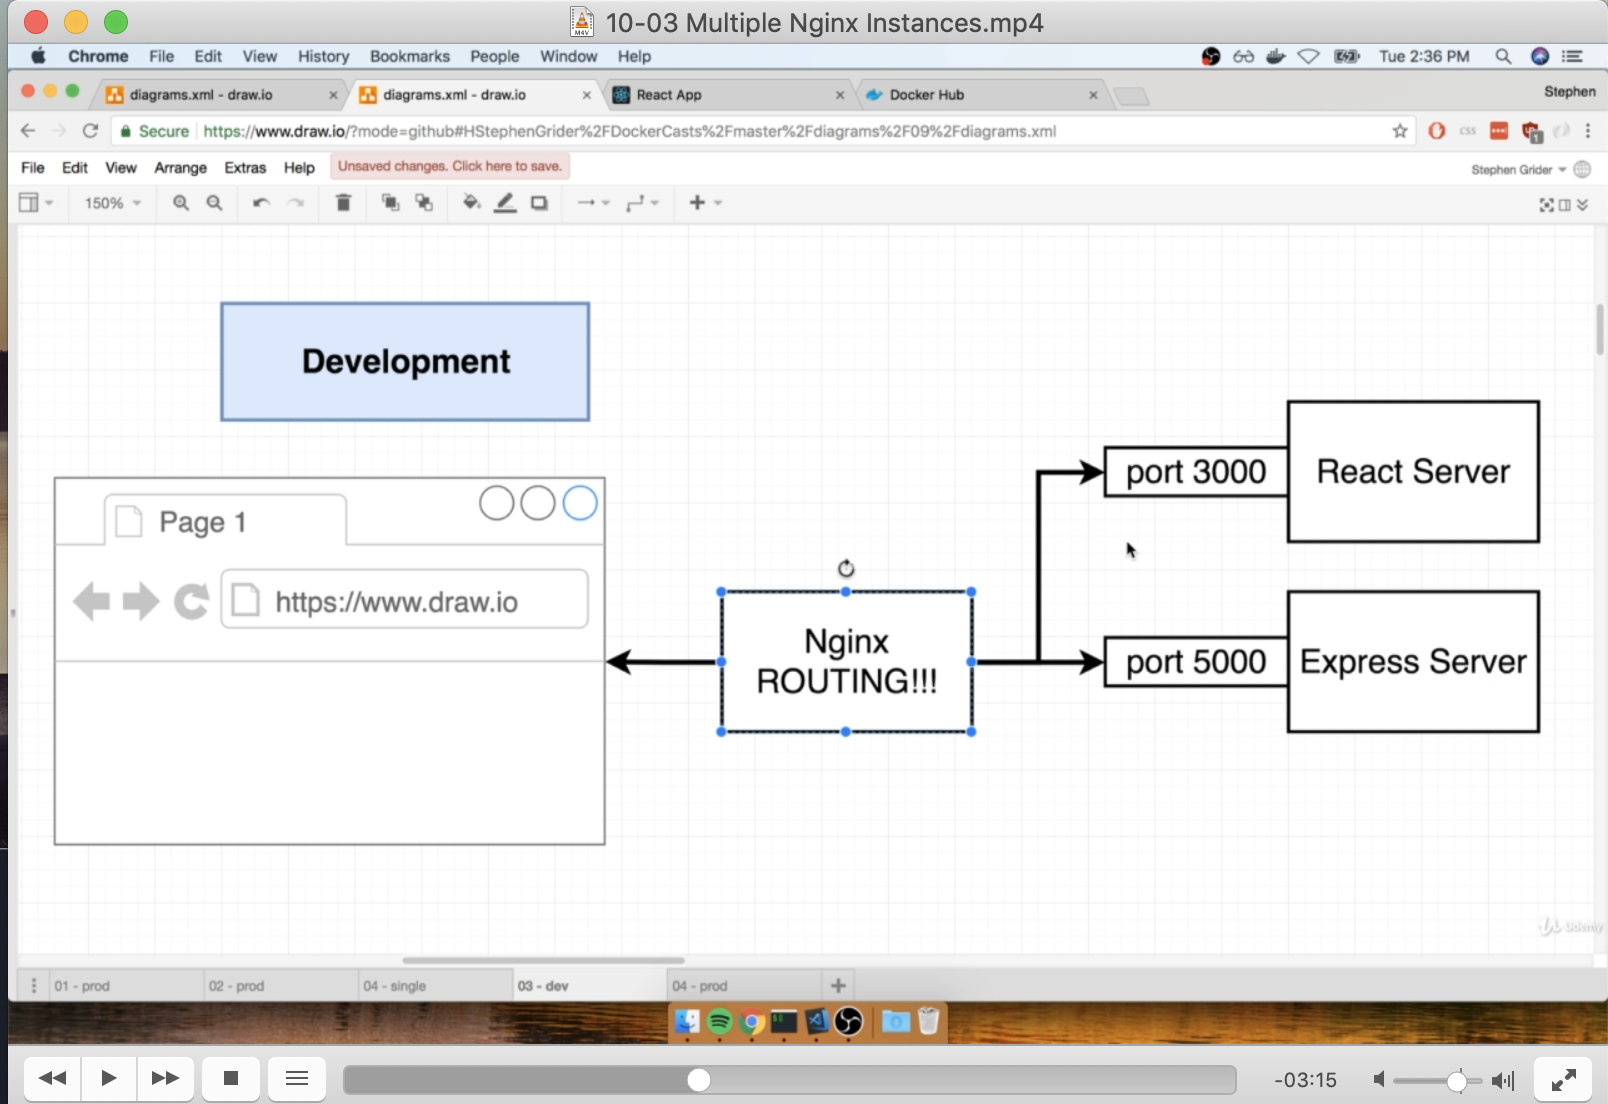 10-03 Multiple Nginx Instances.mp4
Chrome File Edit View History Bookmarks People Window Help Tue 2:36 PM
diagrams.xml - draw.io diagrams.xml - draw.io React App Docker Hub Stephen
Secure https://www.draw.io/?mode=github#HStephenGrider%2FDockerCasts%2Fmaster%2Fdiagrams%2F09%2Fdiagrams.xml css 1
File Edit View Arrange Extras Help Unsaved changes. Click here to save. Stephen Grider
150%
Development
Page 1
https://www.draw.io
Nginx
ROUTING!!!
port 3000 React Server
port 5000 Express Server
Udemy
01 - prod 02 - prod 04 - single 03 - dev 04 - prod
-03:15